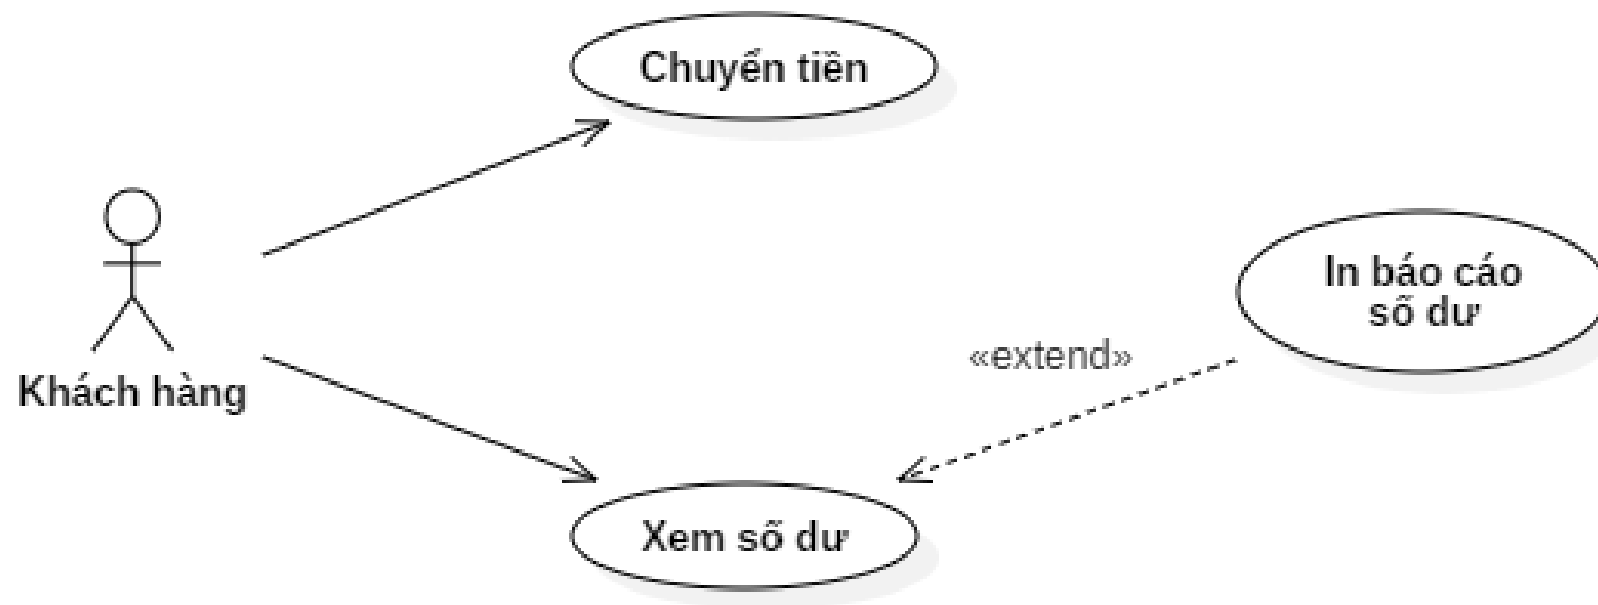 Chuyển tiền
In báo cáo
số dư
«extend»
Khách hàng
Xem số dư